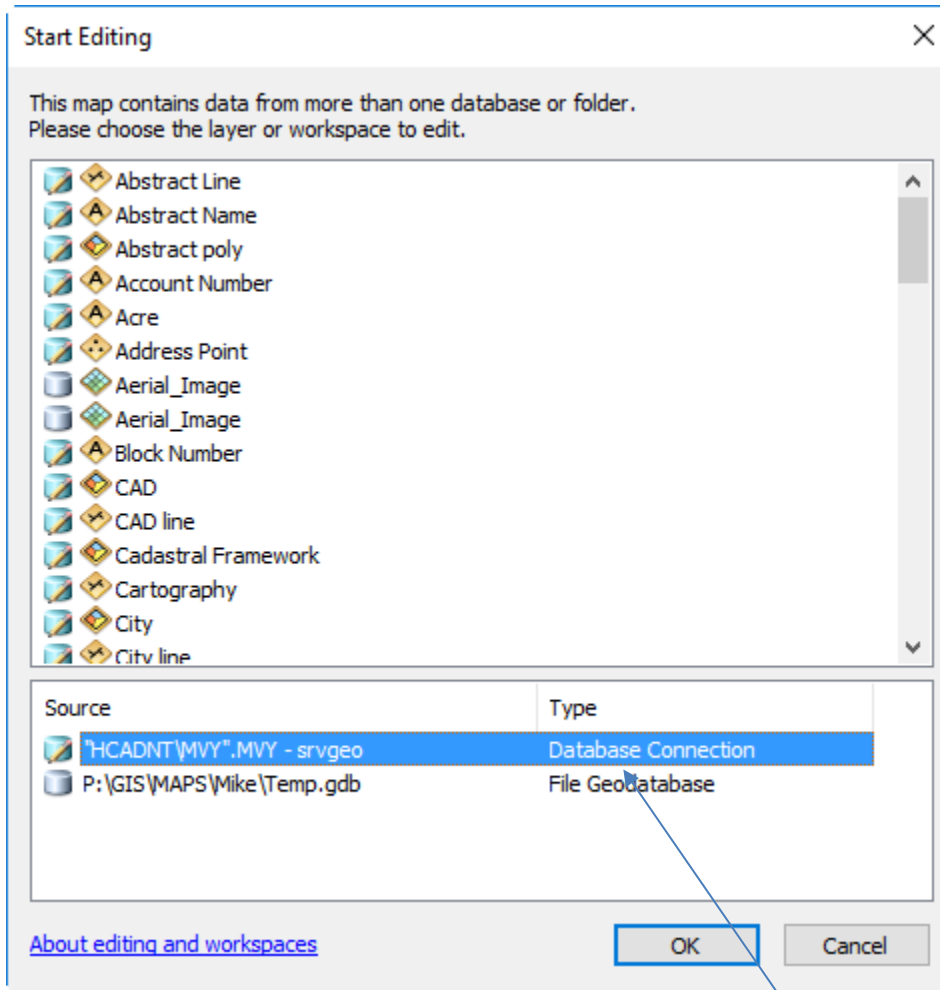 Start Editing
This map contains data from more than one database or folder.
Please choose the layer or workspace to edit.
Abstract Line
Abstract Name
Abstract poly
Account Number
Acre
Address Point
Aerial_Image
Aerial_Image
Block Number
CAD
CAD line
Cadastral Framework
Cartography
City
City line
Source Type
"HCADNT\MVY".MVY - srvgeo Database Connection
P:\GIS\MAPS\Mike\Temp.gdb File Geodatabase
About editing and workspaces OK Cancel